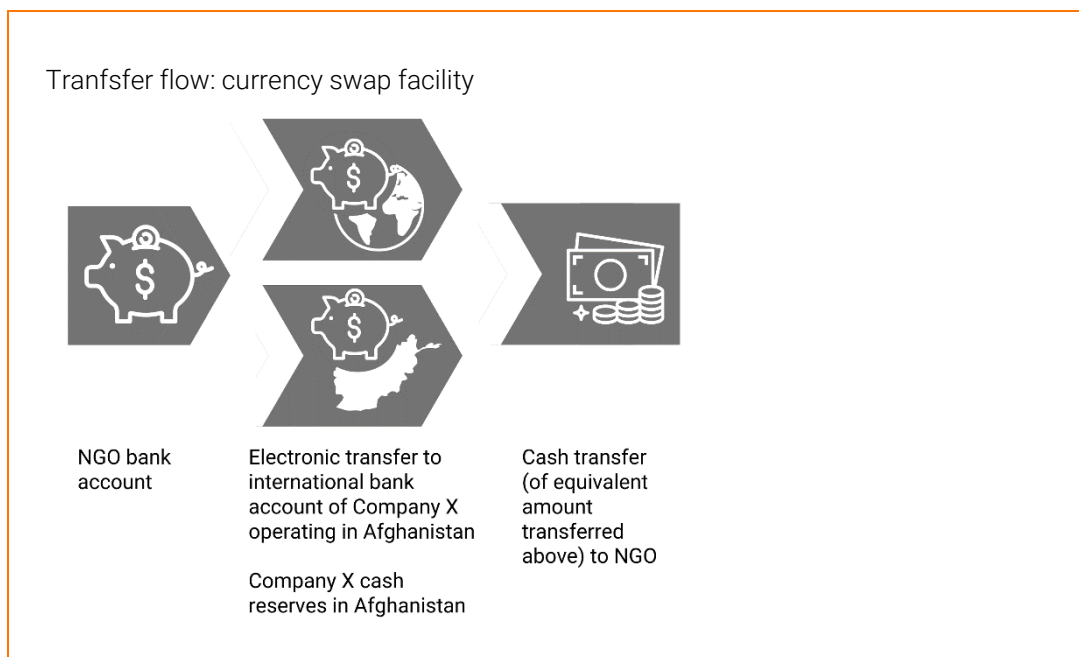 Tranfsfer flow: currency swap facility
$
$
$
NGO bank
account
Electronic transfer to
international bank
account of Company X
operating in Afghanistan
Company X cash
reserves in Afghanistan
Cash transfer
(of equivalent
amount
transferred
above) to NGO